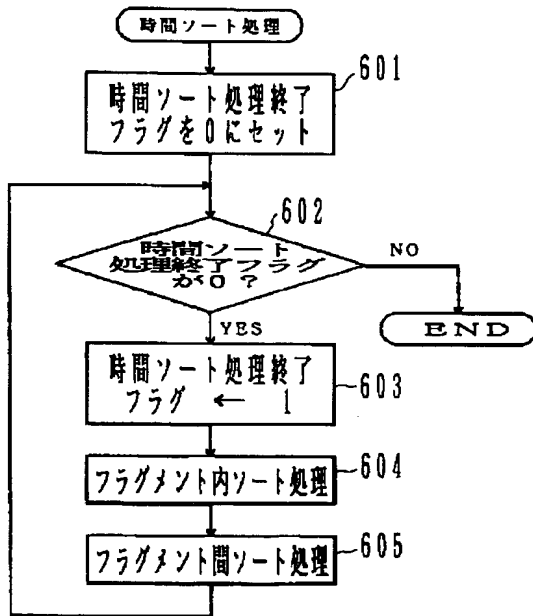 時間ソート処理
601
時間ソート処理終了
フラグを0にセット
602
時間ソート
処理終了フラグ
が0?
NO
END
YES
時間ソート処理終了
フラグ ← 1
603
フラグメント内ソート処理
604
フラグメント間ソート処理
605